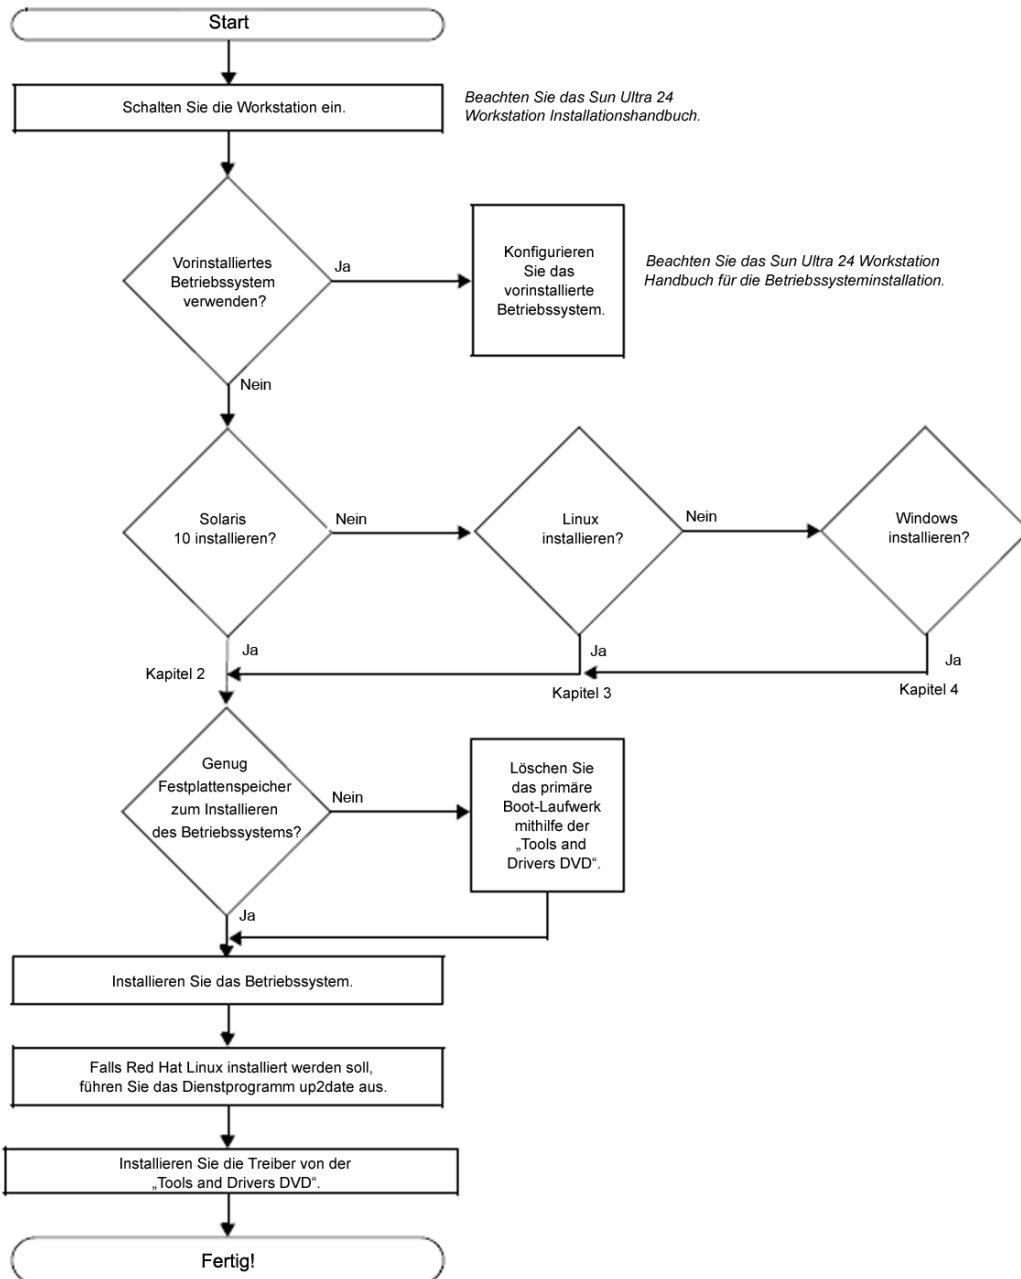 Start
Schalten Sie die Workstation ein.
Beachten Sie das Sun Ultra 24
Workstation Installationshandbuch.
Vorinstalliertes
Betriebssystem
verwenden?
Ja
Konfigurieren
Sie das
vorinstallierte
Betriebssystem.
Beachten Sie das Sun Ultra 24 Workstation
Handbuch für die Betriebssysteminstallation.
Nein
Solaris
10 installieren?
Nein
Linux
installieren?
Nein
Windows
installieren?
Ja
Kapitel 2
Ja
Kapitel 3
Ja
Kapitel 4
Genug
Festplattenspeicher
zum Installieren
des Betriebssystems?
Nein
Löschen Sie
das primäre
Boot-Laufwerk
mithilfe der
„Tools and
Drivers DVD“.
Ja
Installieren Sie das Betriebssystem.
Falls Red Hat Linux installiert werden soll,
führen Sie das Dienstprogramm up2date aus.
Installieren Sie die Treiber von der
„Tools and Drivers DVD“.
Fertig!